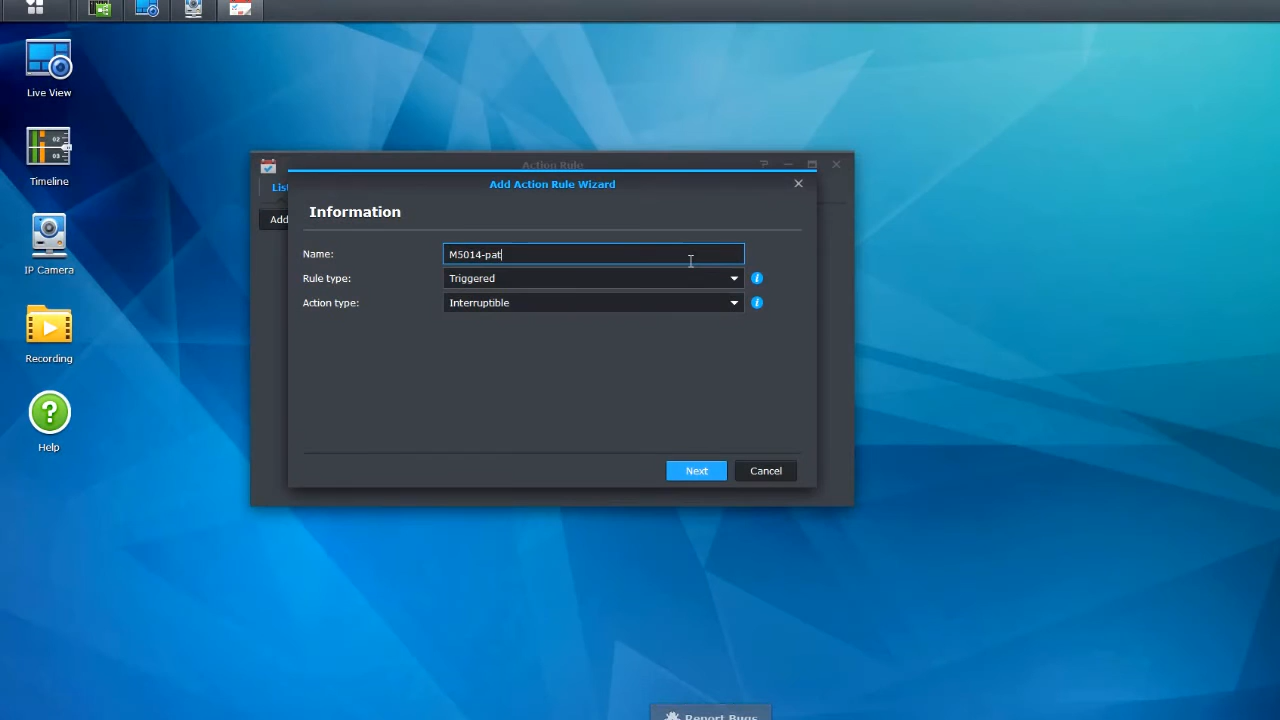 Live View
Timeline
IP Camera
Recording
Help
Action Rule
List
Add
Add Action Rule Wizard
Information
Name: M5014-pat
Rule type: Triggered
Action type: Interruptible
Next Cancel
Report Bugs